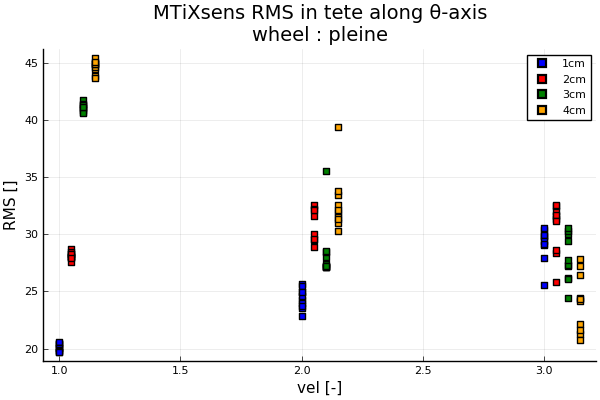 MTiXsens RMS in tete along θ-axis
wheel : pleine
RMS []
45
40
35
30
25
20
1cm
2cm
3cm
4cm
1.0
1.5
2.0
2.5
3.0
vel [-]